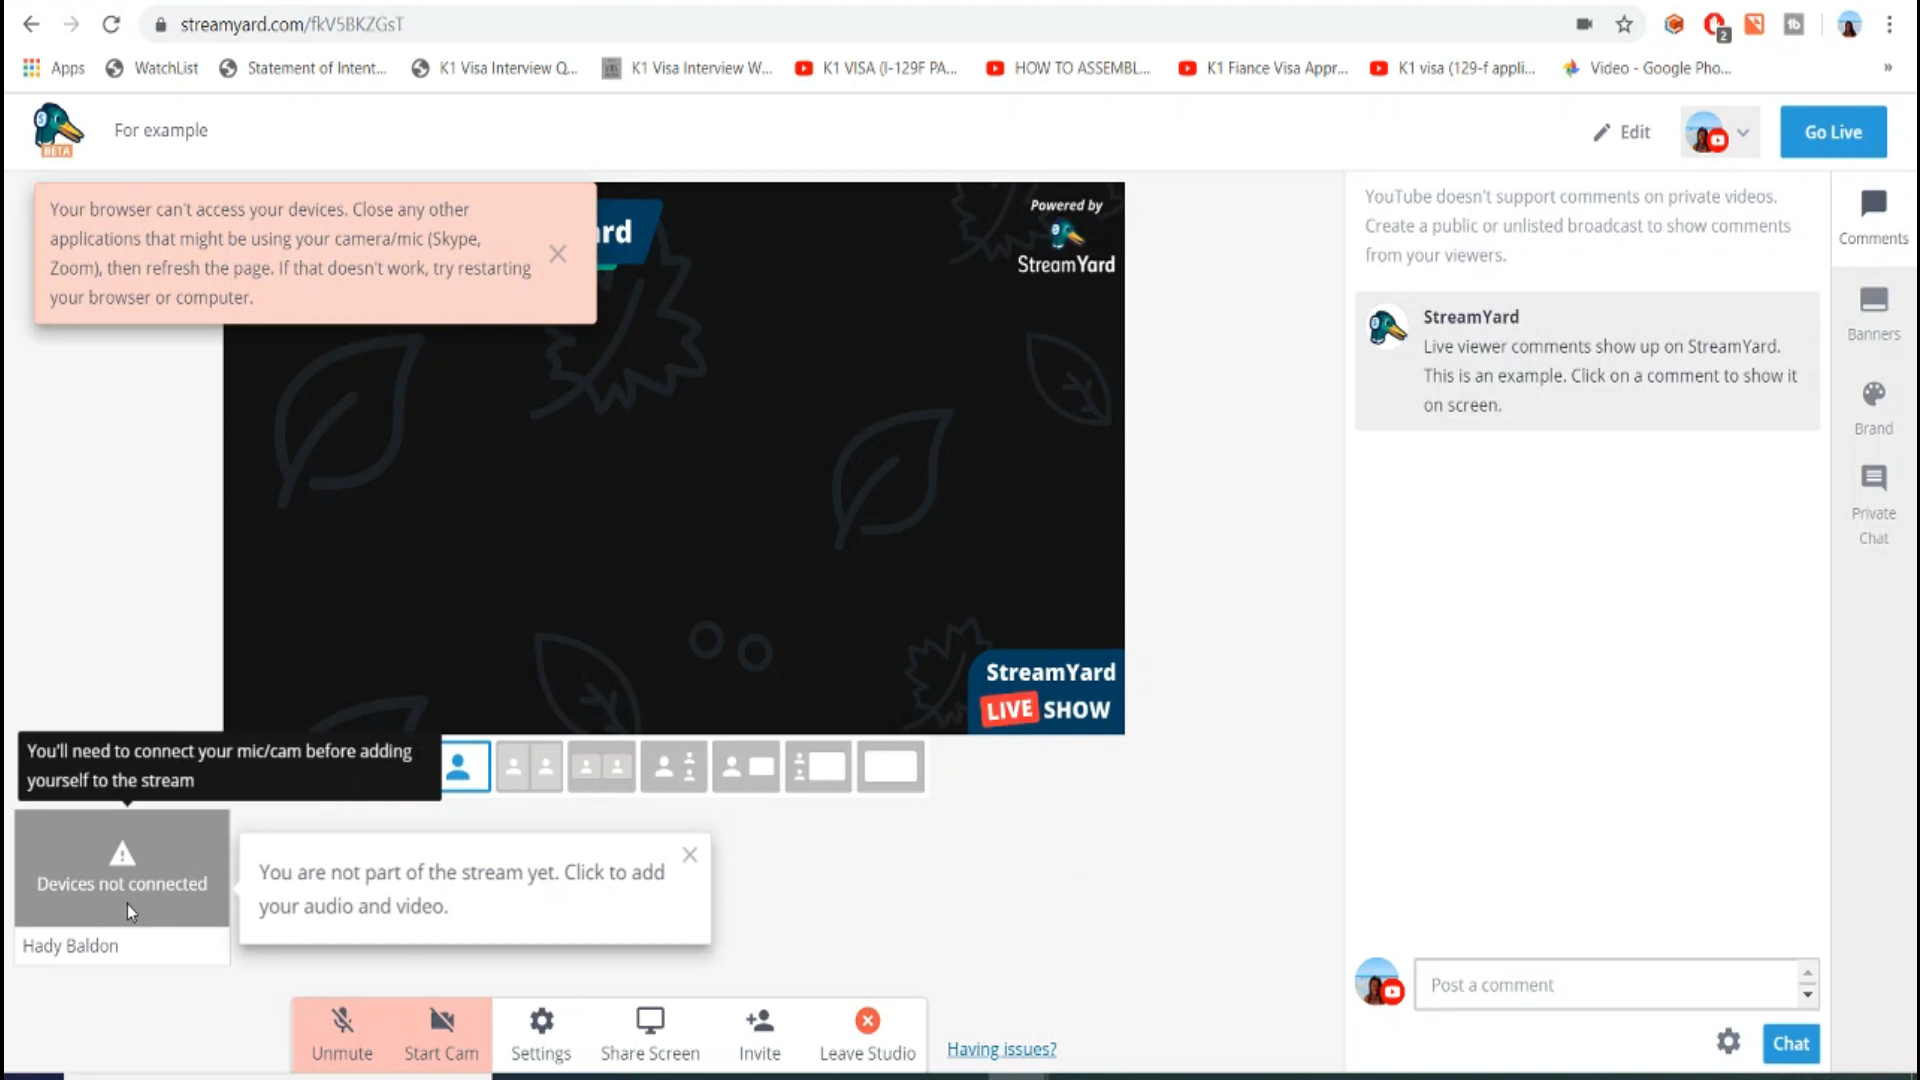 streamyard.com/fkV5BKZGsT
2
Apps
WatchList
Statement of Intent...
K1 Visa Interview Q...
K1 Visa Interview W...
K1 VISA (I-129F PA...
HOW TO ASSEMBL...
K1 Fiance Visa Appr...
K1 visa (129-f appli...
Video - Google Pho...
»
BETA
For example
Edit
Go Live
Your browser can't access your devices. Close any other
applications that might be using your camera/mic (Skype,
Zoom), then refresh the page. If that doesn't work, try restarting
your browser or computer.
rd
Powered by
StreamYard
StreamYard
LIVE SHOW
YouTube doesn't support comments on private videos.
Create a public or unlisted broadcast to show comments
from your viewers.
StreamYard
Live viewer comments show up on StreamYard.
This is an example. Click on a comment to show it
on screen.
Comments
Banners
Brand
Private
Chat
You'll need to connect your mic/cam before adding
yourself to the stream
Devices not connected
Hady Baldon
You are not part of the stream yet. Click to add
your audio and video.
Unmute
Start Cam
Settings
Share Screen
Invite
Leave Studio
Having issues?
Post a comment
Chat